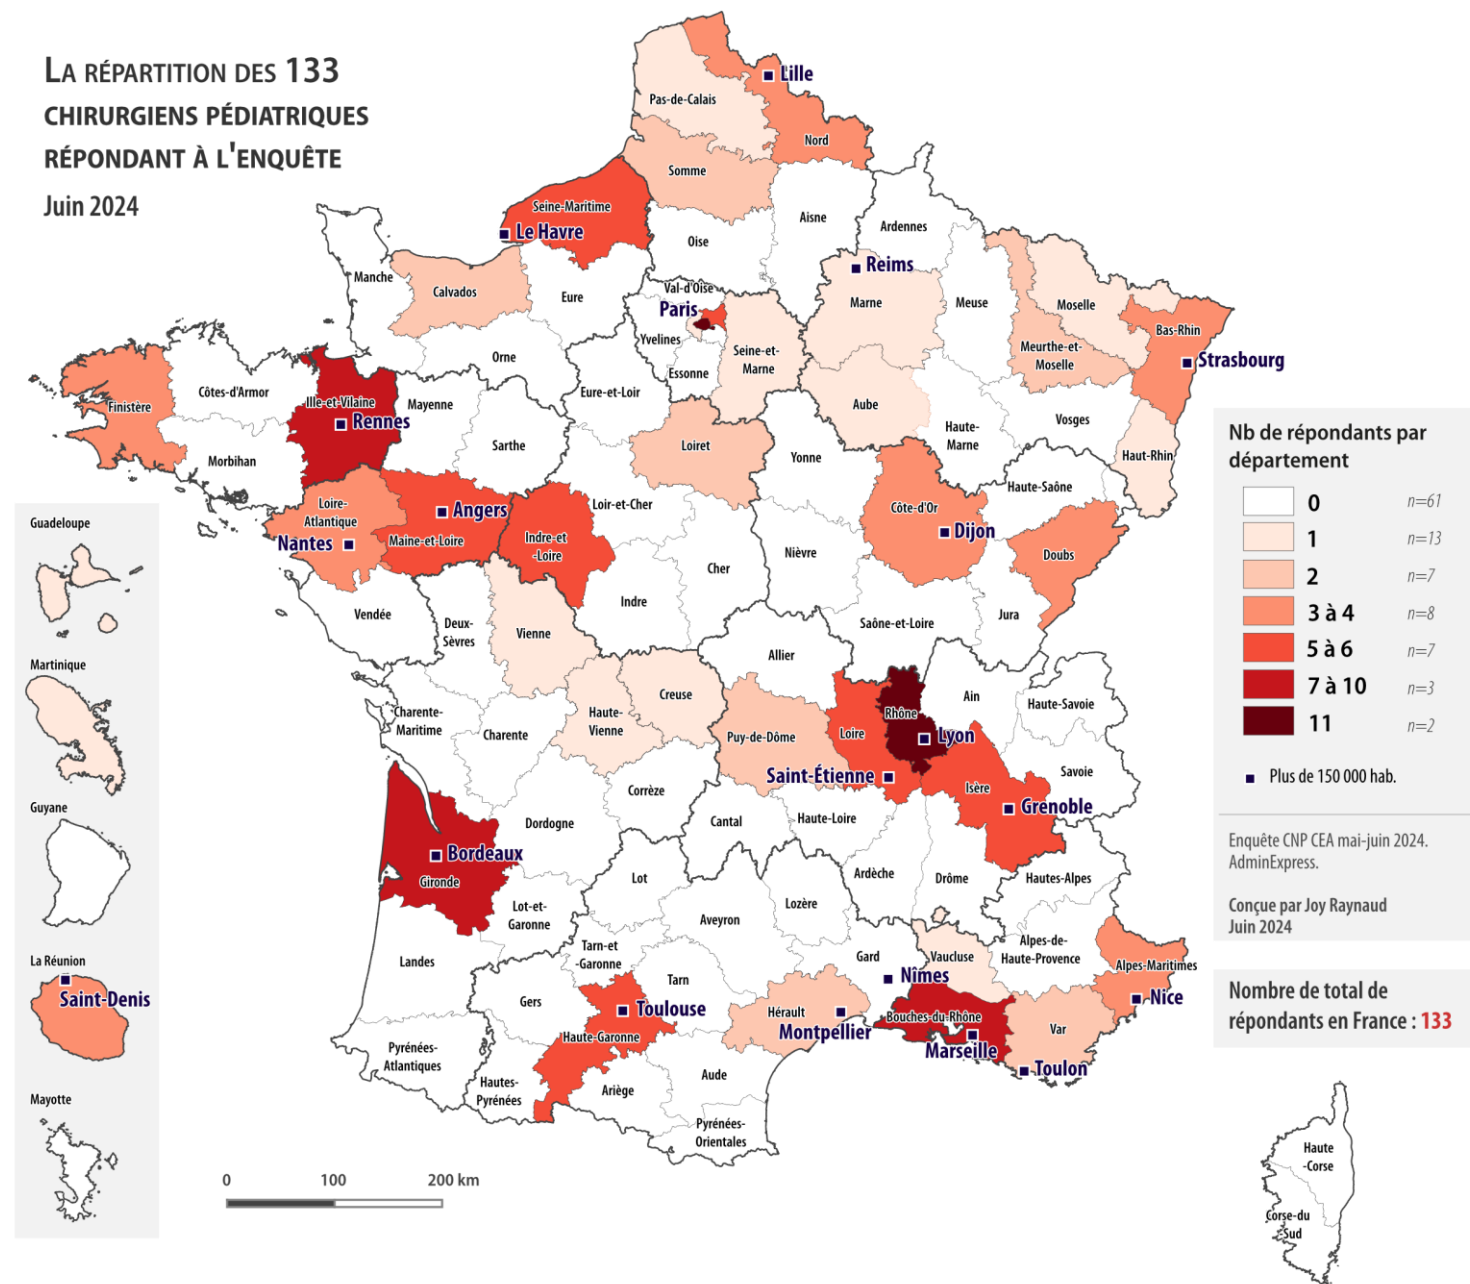 LA RÉPARTITION DES 133
CHIRURGIENS PÉDIATRIQUES
RÉPONDANT À L'ENQUÊTE
Juin 2024
Lille
Pas-de-Calais
Nord
Somme
Seine-Maritime
Le Havre
Oise
Aisne
Ardennes
Reims
Manche
Calvados
Eure
Val-d'Oise
Paris
Yvelines
Essonne
Seine-et-
Marne
Marne
Meuse
Moselle
Meurthe-et-
Moselle
Bas-Rhin
Strasbourg
Orne
Eure-et-Loir
Aube
Haute-
Marne
Vosges
Haut-Rhin
Finistère
Côtes-d'Armor
Ille-et-Vilaine
Rennes
Mayenne
Sarthe
Morbihan
Loiret
Yonne
Haute-Saône
Loire-
Atlantique
Nantes
Angers
Maine-et-Loire
Indre-et
-Loire
Loir-et-Cher
Cher
Nièvre
Côte-d'Or
Dijon
Doubs
Jura
Saône-et-Loire
Vendée
Deux-
Sèvres
Vienne
Indre
Allier
Charente-
Maritime
Charente
Haute-
Vienne
Creuse
Puy-de-Dôme
Loire
Rhône
Lyon
Ain
Haute-Savoie
Savoie
Saint-Étienne
Isère
Grenoble
Corrèze
Dordogne
Cantal
Haute-Loire
Ardèche
Drôme
Hautes-Alpes
Bordeaux
Gironde
Lot-et-
Garonne
Lot
Aveyron
Lozère
Gard
Nîmes
Vaucluse
Alpes-de-
Haute-Provence
Alpes-Maritimes
Nice
Landes
Tarn-et
-Garonne
Tarn
Gers
Toulouse
Haute-Garonne
Hérault
Montpellier
Bouches-du-Rhône
Marseille
Var
Toulon
Pyrénées-
Atlantiques
Hautes-
Pyrénées
Ariège
Aude
Pyrénées-
Orientales
Haute
-Corse
Corse-du
-Sud
Guadeloupe
Martinique
Guyane
La Réunion
Saint-Denis
Mayotte
0 100 200 km
Nb de répondants par
département
0 n=61
1 n=13
2 n=7
3 à 4 n=8
5 à 6 n=7
7 à 10 n=3
11 n=2
Plus de 150 000 hab.
Enquête CNP CEA mai-juin 2024.
AdminExpress.
Conçue par Joy Raynaud
Juin 2024
Nombre de total de
répondants en France : 133